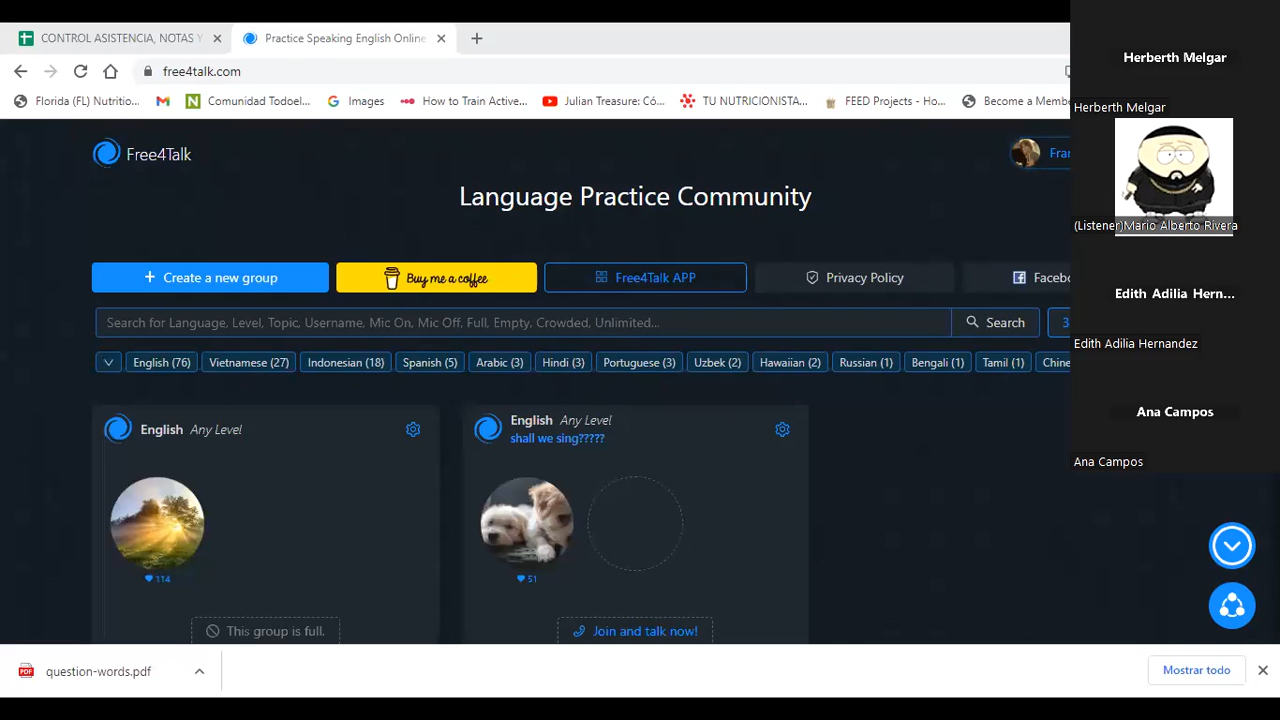 CONTROL ASISTENCIA, NOTAS Y
Practice Speaking English Online
free4talk.com
Florida (FL) Nutritio...
Comunidad Todoel...
Images
How to Train Active...
Julian Treasure: Có...
TU NUTRICIONISTA...
FEED Projects - Ho...
Become a Memb
Free4Talk
Fran
Language Practice Community
Create a new group
Buy me a coffee
Free4Talk APP
Privacy Policy
Facebo
Search for Language, Level, Topic, Username, Mic On, Mic Off, Full, Empty, Crowded, Unlimited...
Search
3
English (76)
Vietnamese (27)
Indonesian (18)
Spanish (5)
Arabic (3)
Hindi (3)
Portuguese (3)
Uzbek (2)
Hawaiian (2)
Russian (1)
Bengali (1)
Tamil (1)
Chine
English Any Level
114
This group is full.
English Any Level
shall we sing?????
51
Join and talk now!
Herberth Melgar
Herberth Melgar
(Listener)Mario Alberto Rivera
Edith Adilia Hern...
Edith Adilia Hernandez
Ana Campos
Ana Campos
PDF
question-words.pdf
Mostrar todo